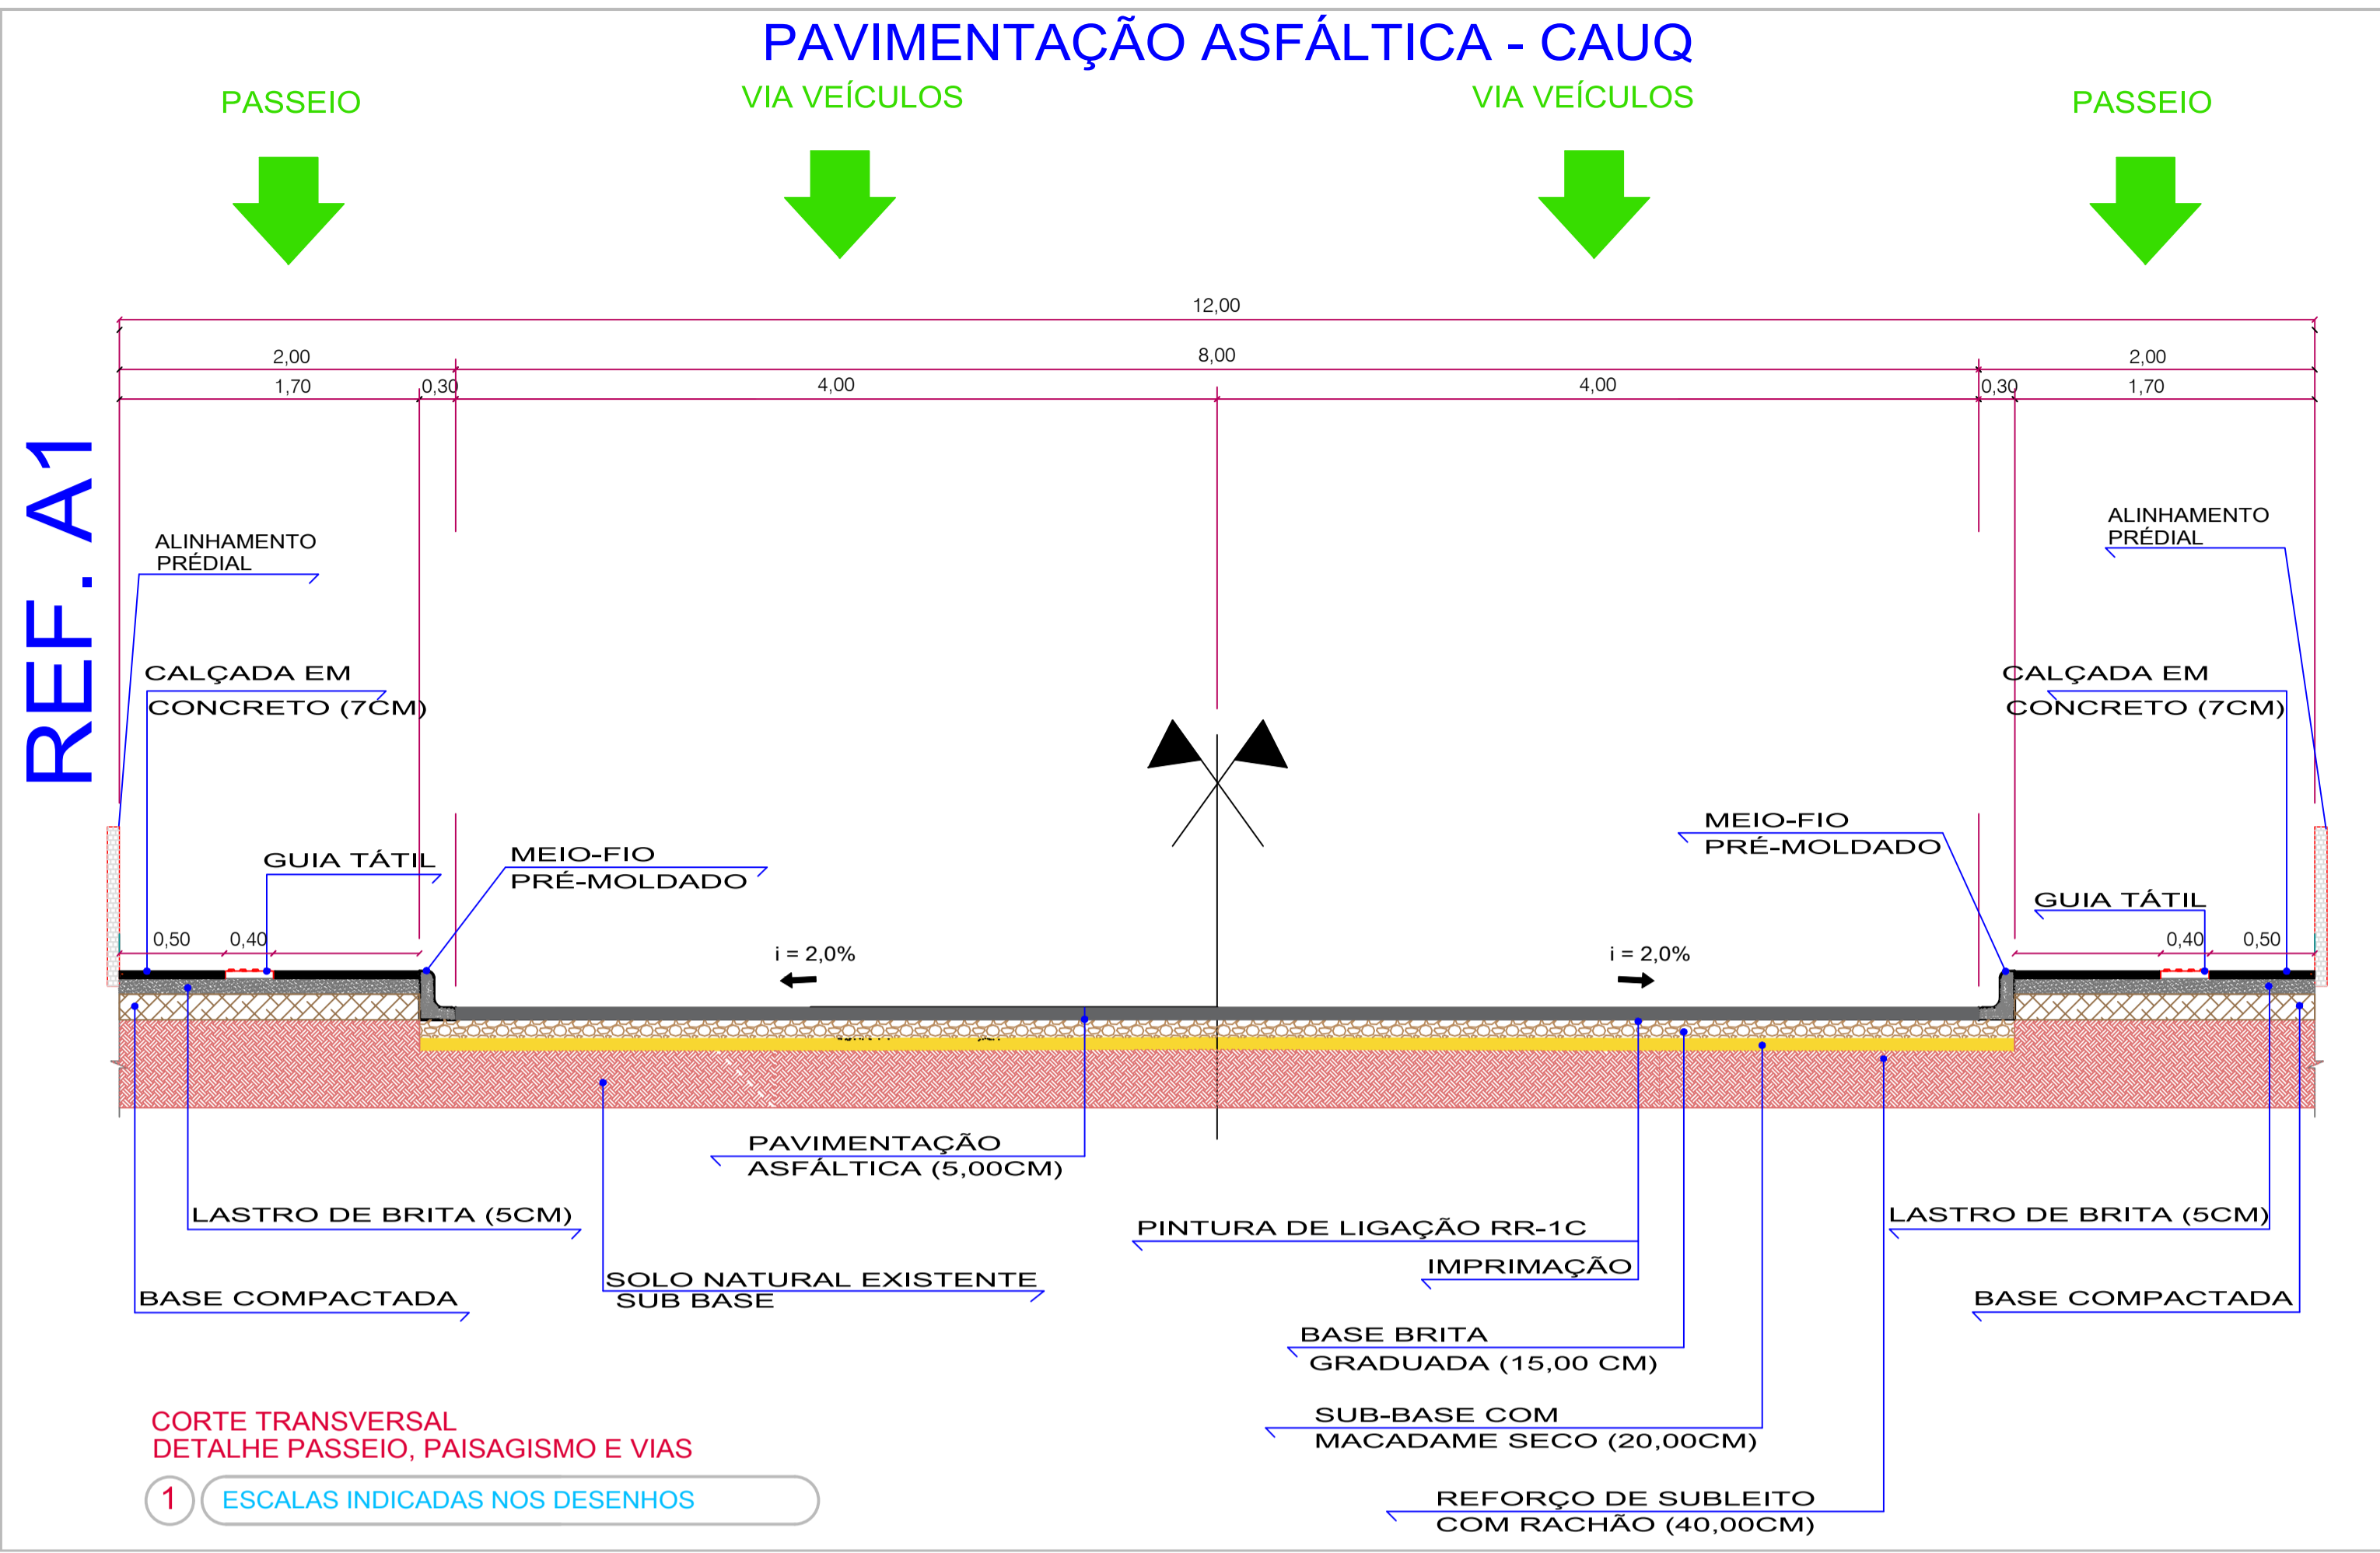 PAVIMENTAÇÃO ASFÁLTICA - CAUQ
PASSEIO
VIA VEÍCULOS
VIA VEÍCULOS
PASSEIO
12,00
2,00
8,00
2,00
1,70
0,30
4,00
4,00
0,30
1,70
REF. A1
ALINHAMENTO
PRÉDIAL
ALINHAMENTO
PRÉDIAL
CALÇADA EM
CONCRETO (7CM)
CALÇADA EM
CONCRETO (7CM)
GUIA TÁTIL
MEIO-FIO
PRÉ-MOLDADO
MEIO-FIO
PRÉ-MOLDADO
GUIA TÁTIL
0,50
0,40
i = 2,0%
i = 2,0%
0,40
0,50
PAVIMENTAÇÃO
ASFÁLTICA (5,00CM)
LASTRO DE BRITA (5CM)
PINTURA DE LIGAÇÃO RR-1C
LASTRO DE BRITA (5CM)
IMPRIMAÇÃO
SOLO NATURAL EXISTENTE
SUB BASE
BASE COMPACTADA
BASE COMPACTADA
BASE BRITA
GRADUADA (15,00 CM)
SUB-BASE COM
MACADAME SECO (20,00CM)
REFORÇO DE SUBLEITO
COM RACHÃO (40,00CM)
CORTE TRANSVERSAL
DETALHE PASSEIO, PAISAGISMO E VIAS
1 ESCALAS INDICADAS NOS DESENHOS